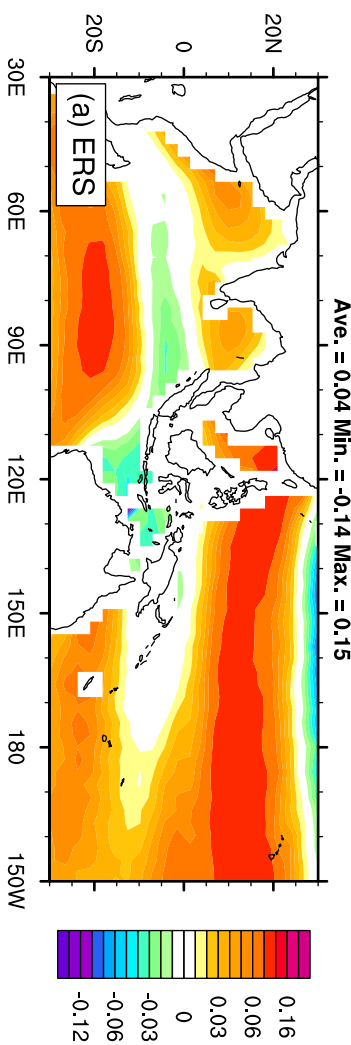 Ave. = 0.04 Min. = -0.14 Max. = 0.15
(a) ERS
20N
0
20S
30E 60E 90E 120E 150E 180 150W
-0.12 -0.06 -0.03 0 0.03 0.06 0.16